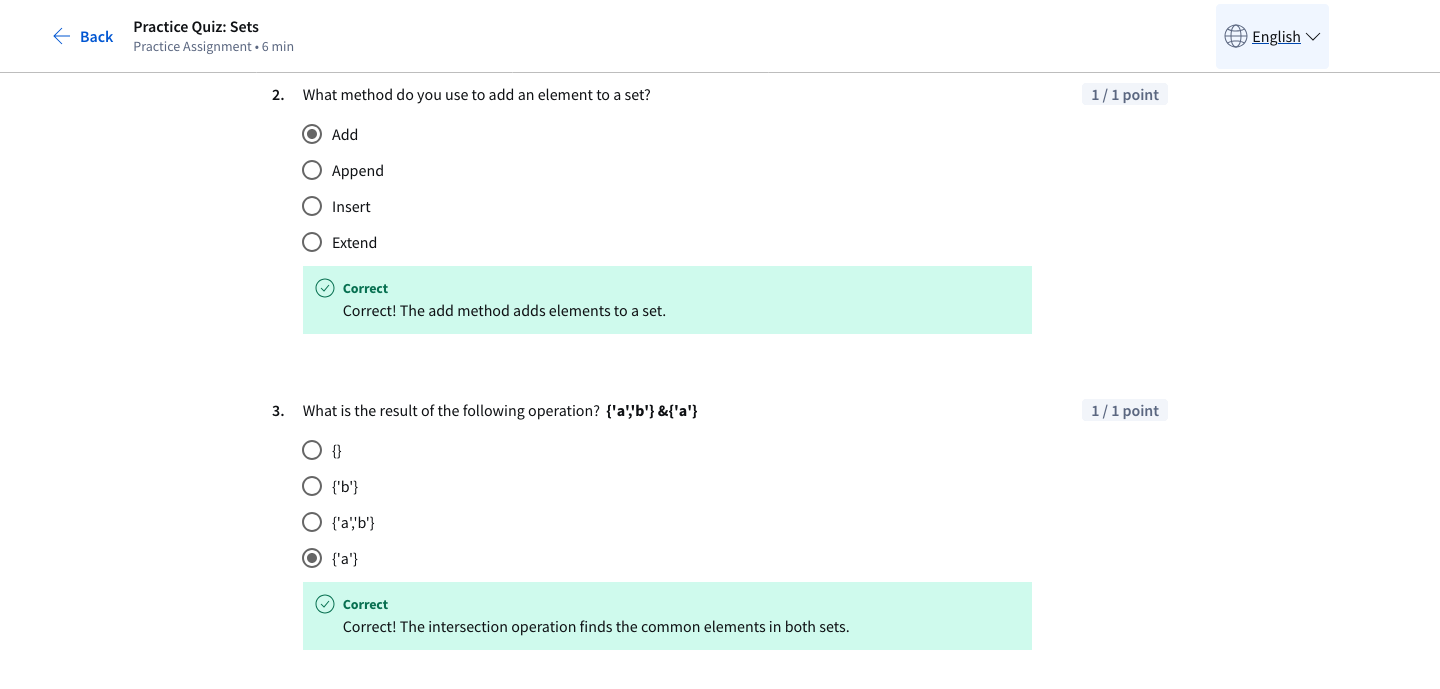 Back
Practice Quiz: Sets
Practice Assignment • 6 min
English
2. What method do you use to add an element to a set?
1 / 1 point
Add
Append
Insert
Extend
Correct
Correct! The add method adds elements to a set.
3. What is the result of the following operation? {'a','b'} &{'a'}
1 / 1 point
{}
{'b'}
{'a','b'}
{'a'}
Correct
Correct! The intersection operation finds the common elements in both sets.